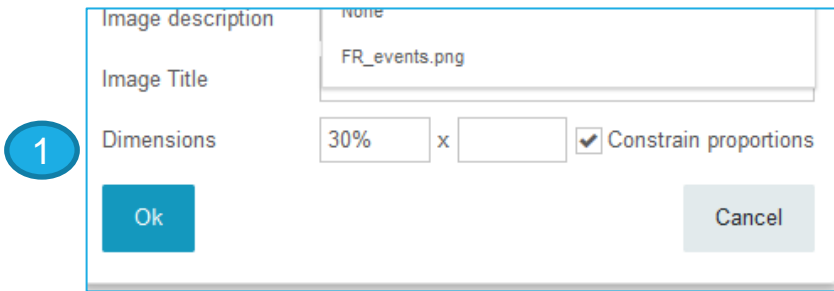 Image description
None
FR_events.png
Image Title
1
Dimensions 30% x Constrain proportions
Ok Cancel